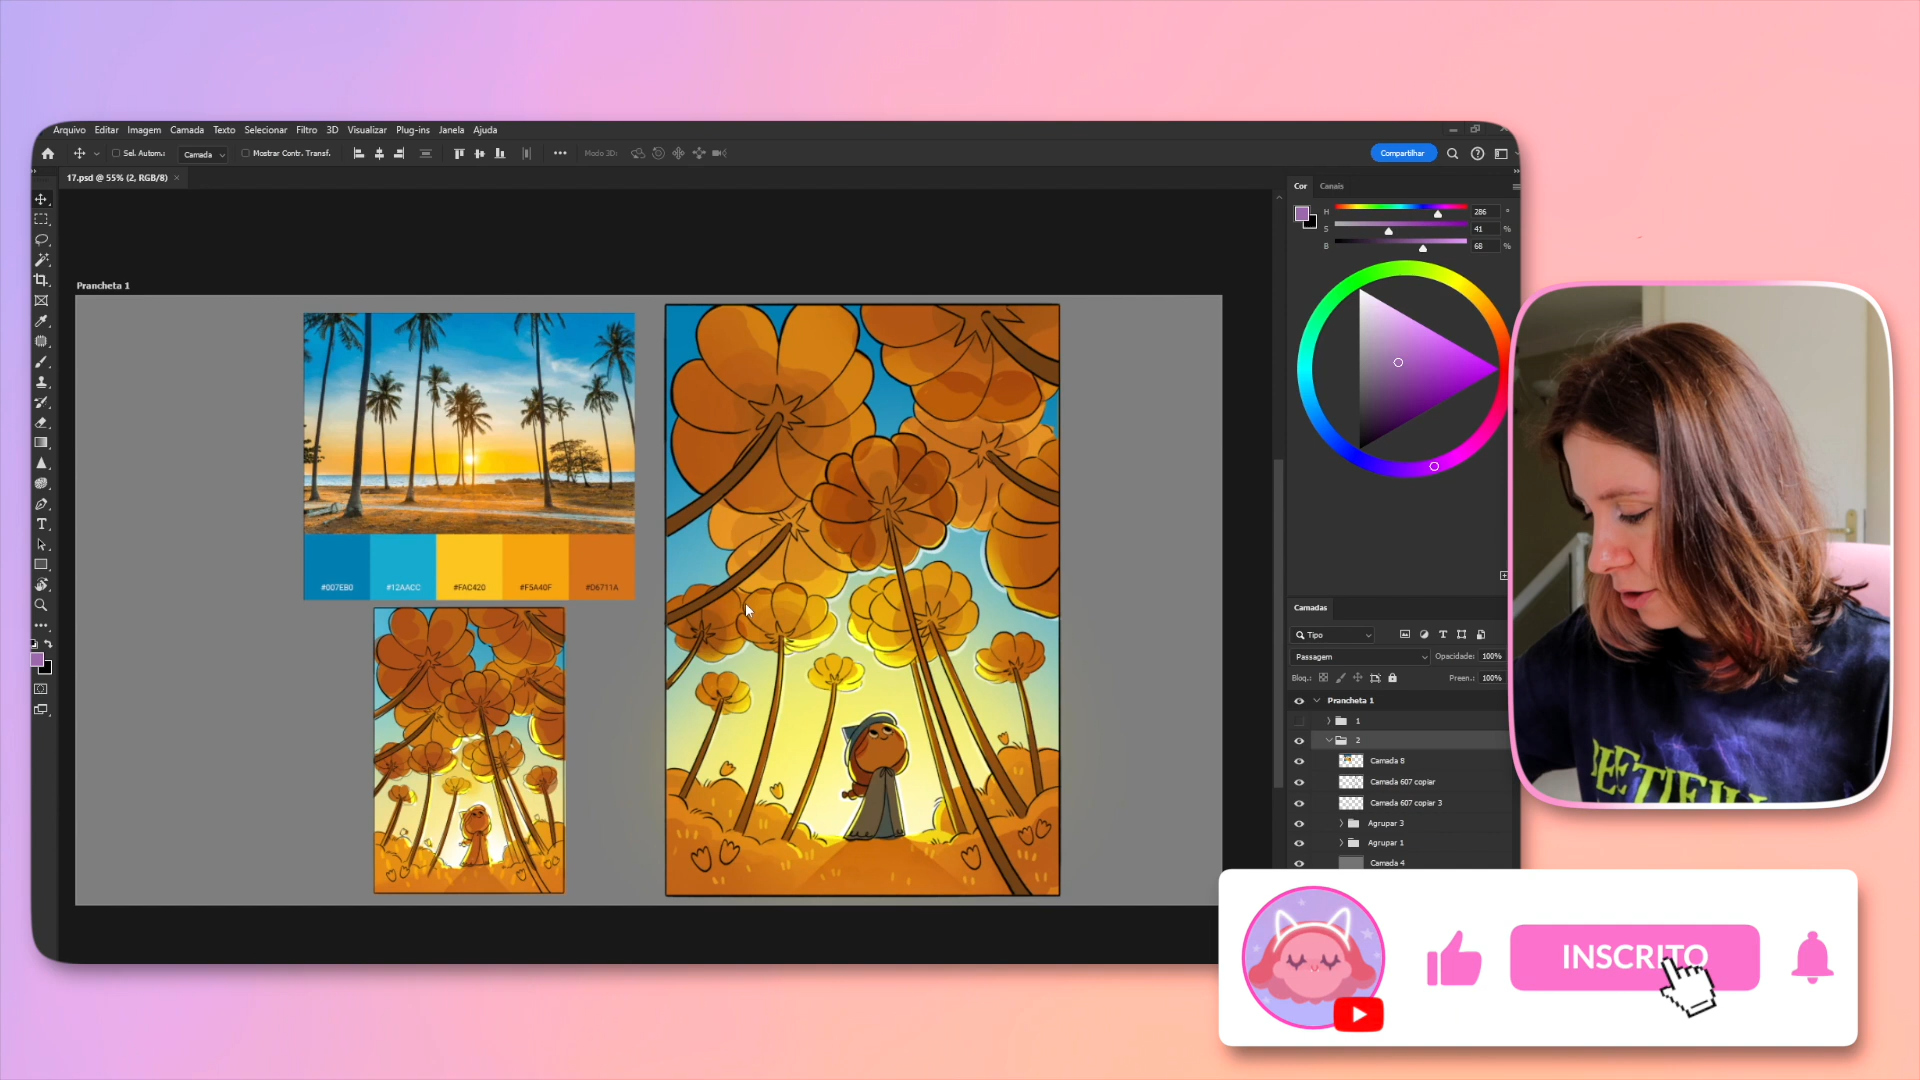 Arquivo Editar Imagem Camada Texto Selecionar Filtro 3D Visualizar Plug-ins Janela Ajuda
Sel. Autom.: Camada Mostrar Contr. Transf. ••• Modo 3D: Compartilhar
17.psd @ 55% (2, RGB/8) ×
Cor Canais
H 286 °
S 41 %
B 68 %
Prancheta 1
#007EB0 #12AACC #FAC420 #F5A40F #D6711A
Camadas
Tipo
Passagem Opacidade: 100%
Bloq.: Preen.: 100%
Prancheta 1
1
2
Camada 8
Camada 607 copiar
Camada 607 copiar 3
Agrupar 3
Agrupar 1
Camada 4
INSCRITO